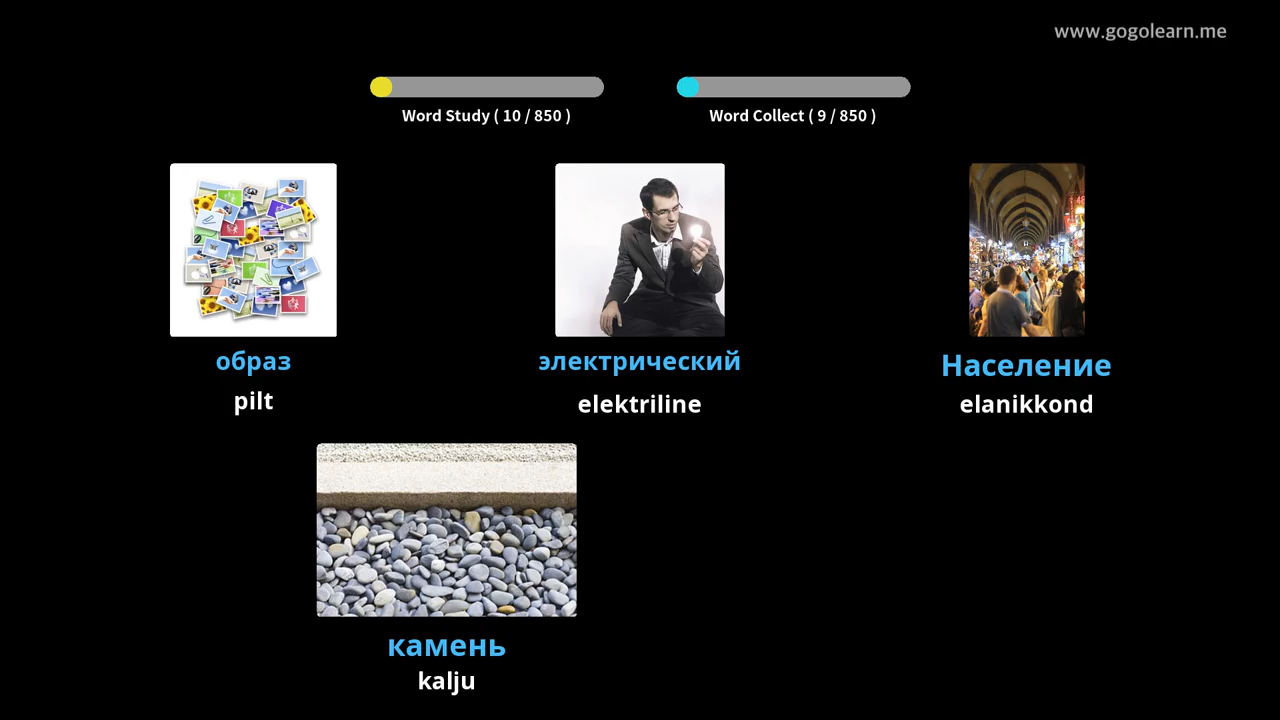 www.gogolearn.me
Word Study ( 10 / 850 )
Word Collect ( 9 / 850 )
образ
pilt
электрический
elektriline
Население
elanikkond
камень
kalju